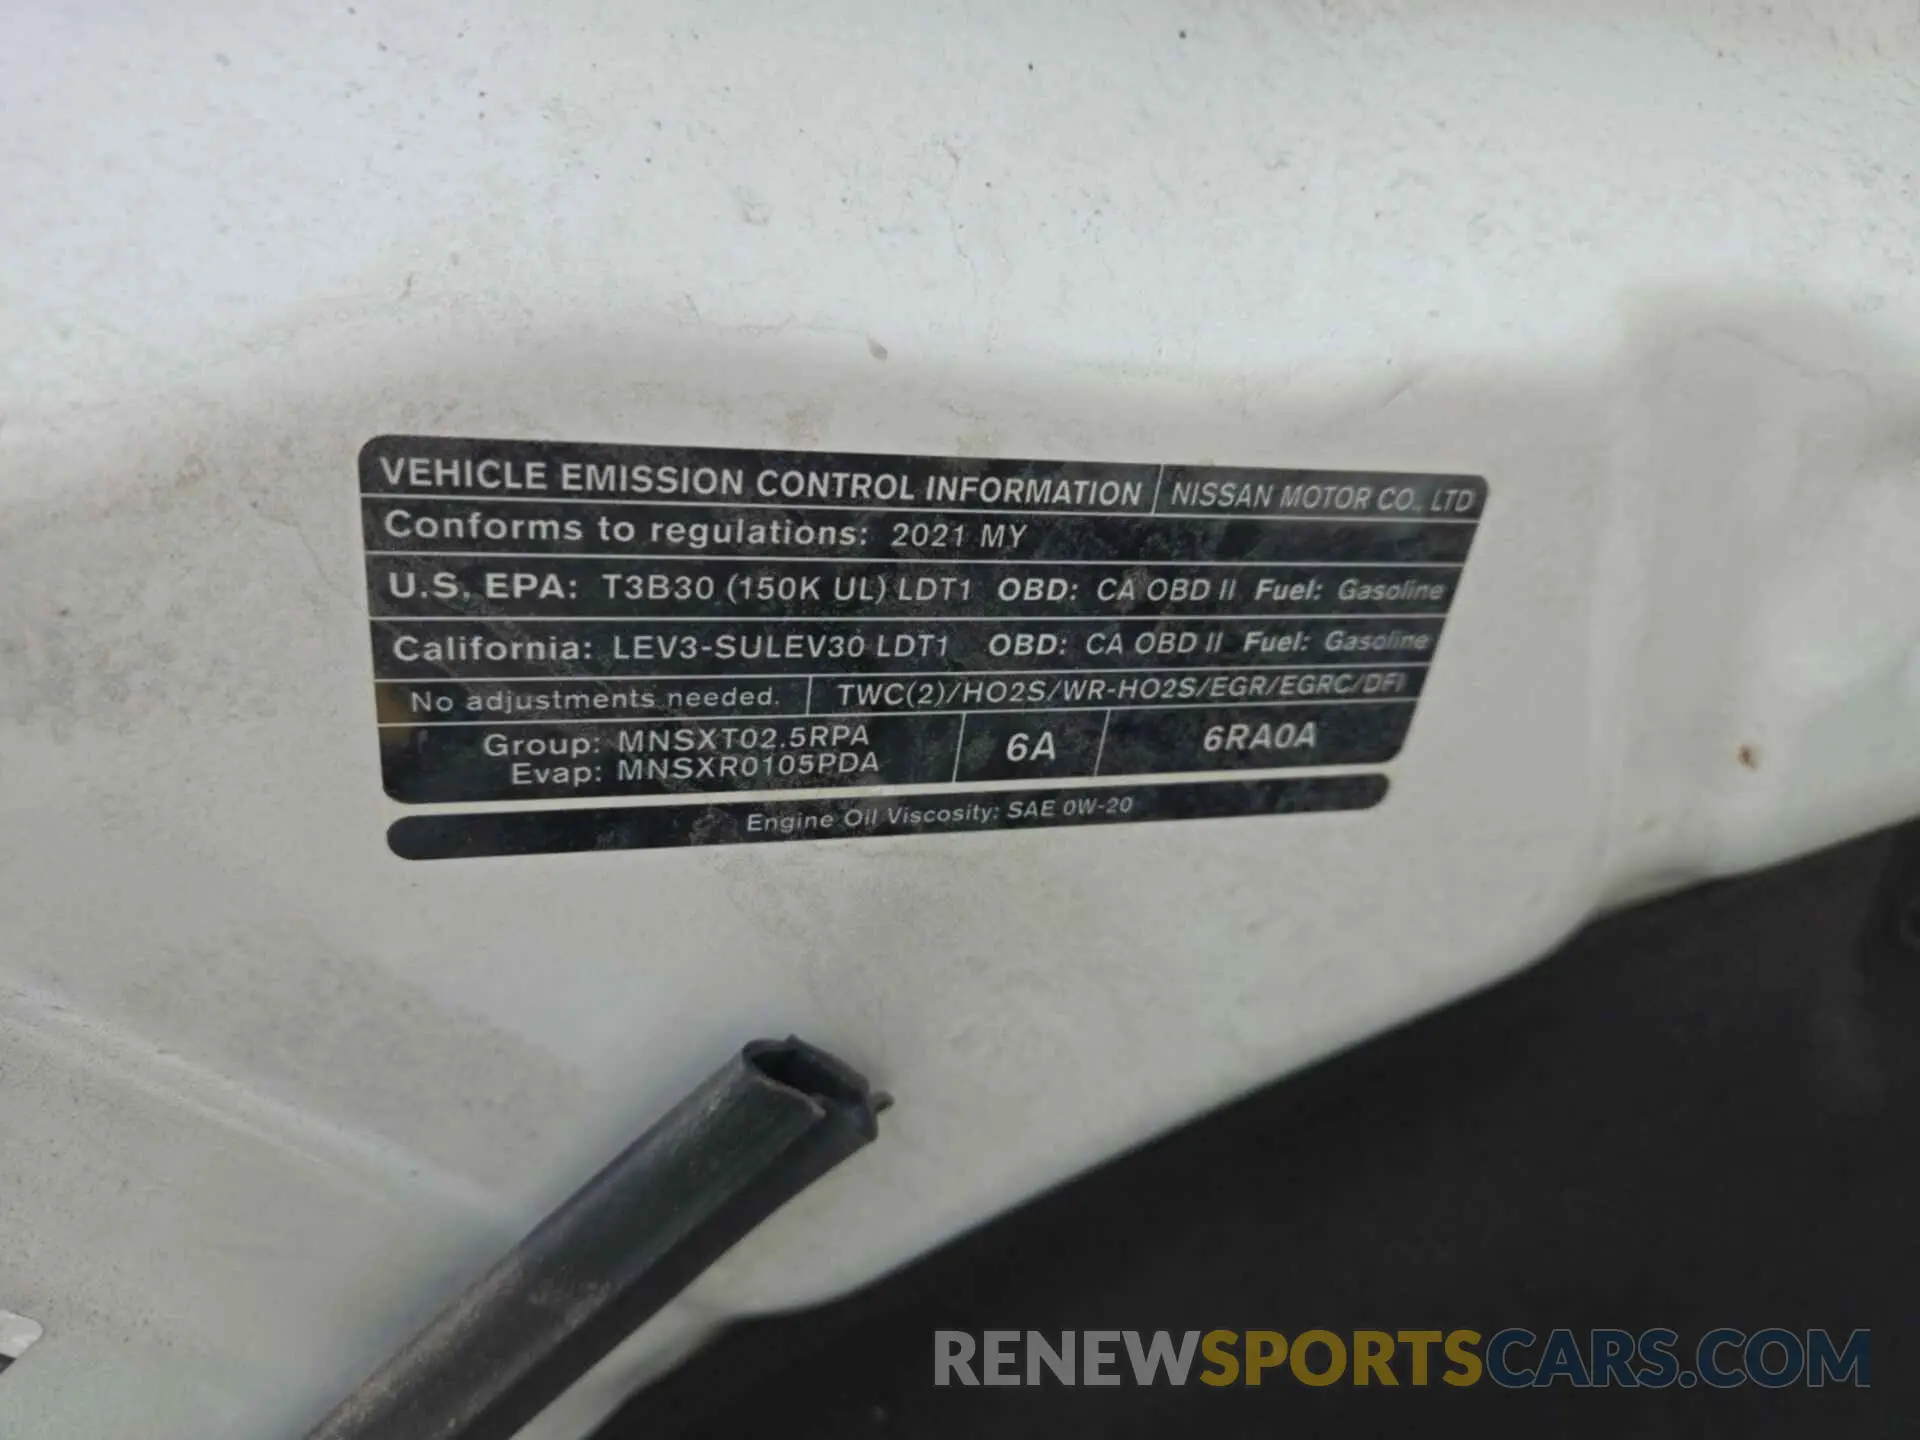 VEHICLE EMISSION CONTROL INFORMATION NISSAN MOTOR CO., LTD
Conforms to regulations: 2021 MY
U.S. EPA: T3B30 (150K UL) LDT1 OBD: CA OBD II Fuel: Gasoline
California: LEV3-SULEV30 LDT1 OBD: CA OBD II Fuel: Gasoline
No adjustments needed. TWC(2)/HO2S/WR-HO2S/EGR/EGRC/DFI
Group: MNSXT02.5RPA 6A 6RA0A
Evap: MNSXR0105PDA
Engine Oil Viscosity: SAE 0W-20
RENEWSPORTSCARS.COM